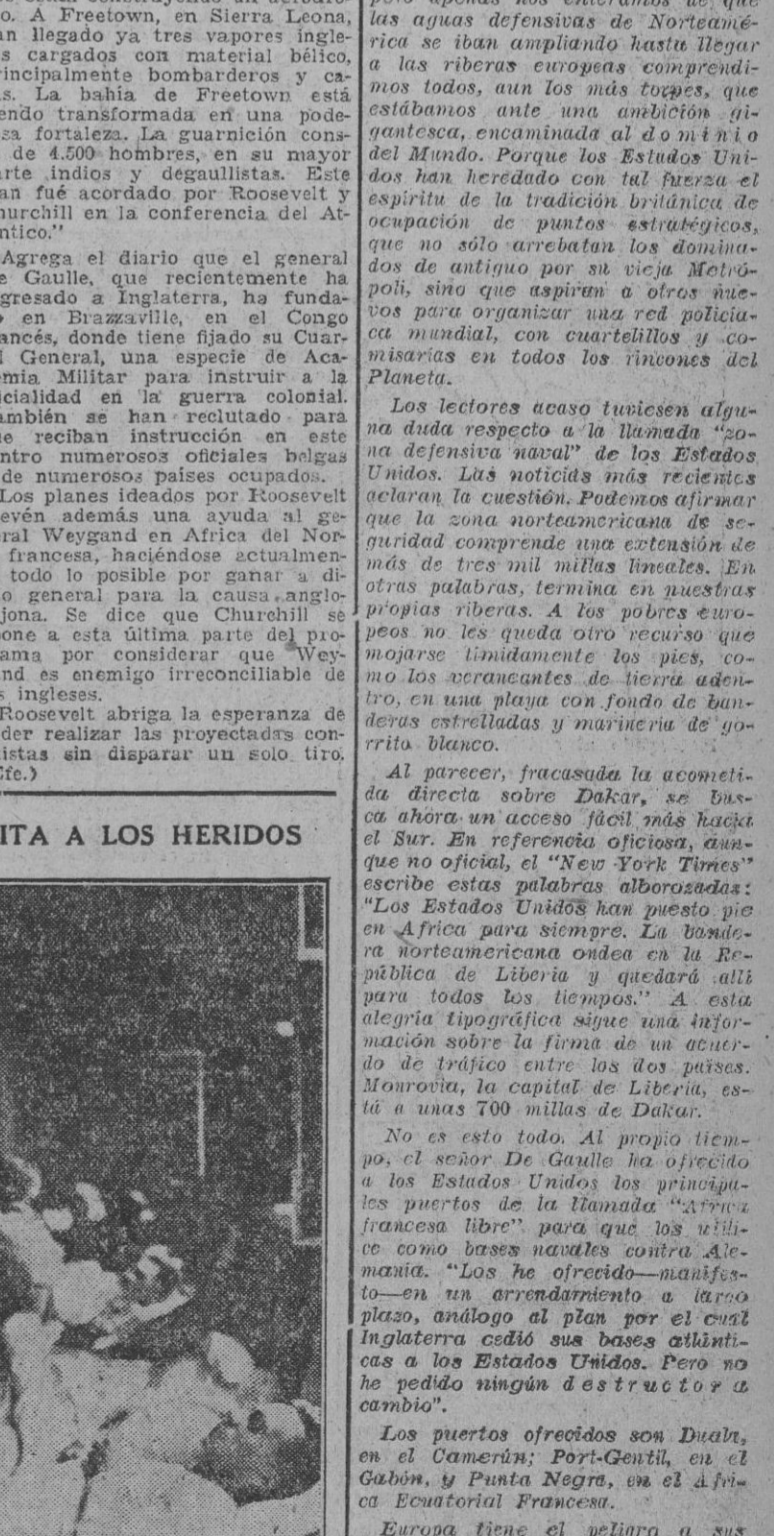 o. A Freetown, en Sierra Leona,
an llegado ya tres vapores ingle-
s cargados con material bélico,
rincipalmente bombarderos y ca-
s. La bahía de Freetown está
endo transformada en una pode-
sa fortaleza. La guarnición cons-
de 4.500 hombres, en su mayor
arte indios y degaullistas. Este
an fué acordado por Roosevelt y
hurchill en la conferencia del At-
ntico."
Agrega el diario que el general
e Gaulle, que recientemente ha
gresado a Inglaterra, ha funda-
o en Brazzaville, en el Congo
ancés, donde tiene fijado su Cuar-
l General, una especie de Aca-
emia Militar para instruir a la
icialidad en la guerra colonial.
ambién se han reclutado para
ue reciban instrucción en este
ntro numerosos oficiales belgas
de numerosos países ocupados.
Los planes ideados por Roosevelt
evén además una ayuda al ge-
ral Weygand en Africa del Nor-
francesa, haciéndose actualmen-
todo lo posible por ganar a di-
o general para la causa anglo-
jona. Se dice que Churchill se
one a esta última parte del pro-
ama por considerar que Wey-
nd es enemigo irreconciliable de
s ingleses.
Roosevelt abriga la esperanza de
der realizar las proyectadas con-
istas sin disparar un solo tiro.
Efe.)
ITA A LOS HERIDOS
pero apenas nos enteramos de que
las aguas defensivas de Norteamé-
rica se iban ampliando hasta llegar
a las riberas europeas comprendi-
mos todos, aun los más torpes, que
estábamos ante una ambición gi-
gantesca, encaminada al dominio
del Mundo. Porque los Estados Uni-
dos han heredado con tal fuerza el
espíritu de la tradición británica de
ocupación de puntos estratégicos,
que no sólo arrebatan los domina-
dos de antiguo por su vieja Metró-
poli, sino que aspiran a otros nue-
vos para organizar una red policia-
ca mundial, con cuartelillos y co-
misarías en todos los rincones del
Planeta.
Los lectores acaso tuviesen algu-
na duda respecto a la llamada "zo-
na defensiva naval" de los Estados
Unidos. Las noticias más recientes
aclaran la cuestión. Podemos afirmar
que la zona norteamericana de se-
guridad comprende una extensión de
más de tres mil millas lineales. En
otras palabras, termina en nuestras
propias riberas. A los pobres euro-
peos no les queda otro recurso que
mojarse tímidamente los pies, co-
mo los veraneantes de tierra aden-
tro, en una playa con fondo de ban-
deras estrelladas y marinería de go-
rrito blanco.
Al parecer, fracasada la acometi-
da directa sobre Dakar, se bus-
ca ahora un acceso fácil más hacia
el Sur. En referencia oficiosa, aun-
que no oficial, el "New York Times"
escribe estas palabras alborozadas:
"Los Estados Unidos han puesto pie
en Africa para siempre. La bande-
ra norteamericana ondea en la Re-
pública de Liberia y quedará allí
para todos los tiempos." A esta
alegría tipográfica sigue una infor-
mación sobre la firma de un acuer-
do de tráfico entre los dos países.
Monrovia, la capital de Liberia, es-
tá a unas 700 millas de Dakar.
No es esto todo. Al propio tiem-
po, el señor De Gaulle ha ofrecido
a los Estados Unidos los principa-
les puertos de la llamada "Africa
francesa libre" para que los utili-
ce como bases navales contra Ale-
mania. "Los he ofrecido—manifes-
to—en un arrendamiento a largo
plazo, análogo al plan por el cual
Inglaterra cedió sus bases atlánti-
cas a los Estados Unidos. Pero no
he pedido ningún destructor a
cambio".
Los puertos ofrecidos son Duala,
en el Camerún; Port-Gentil, en el
Gabón, y Punta Negra, en el Afri-
ca Ecuatorial Francesa.
Europa tiene el peligro a sus